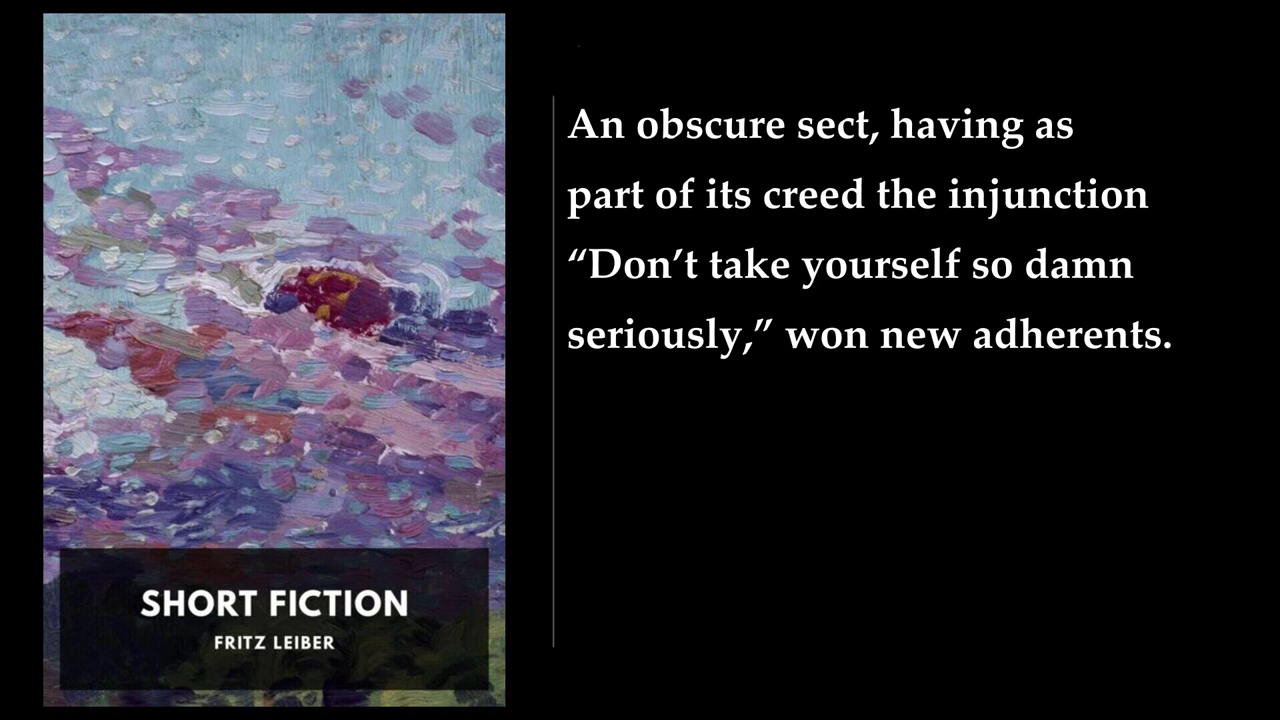 SHORT FICTION
FRITZ LEIBER
An obscure sect, having as
part of its creed the injunction
“Don’t take yourself so damn
seriously,” won new adherents.